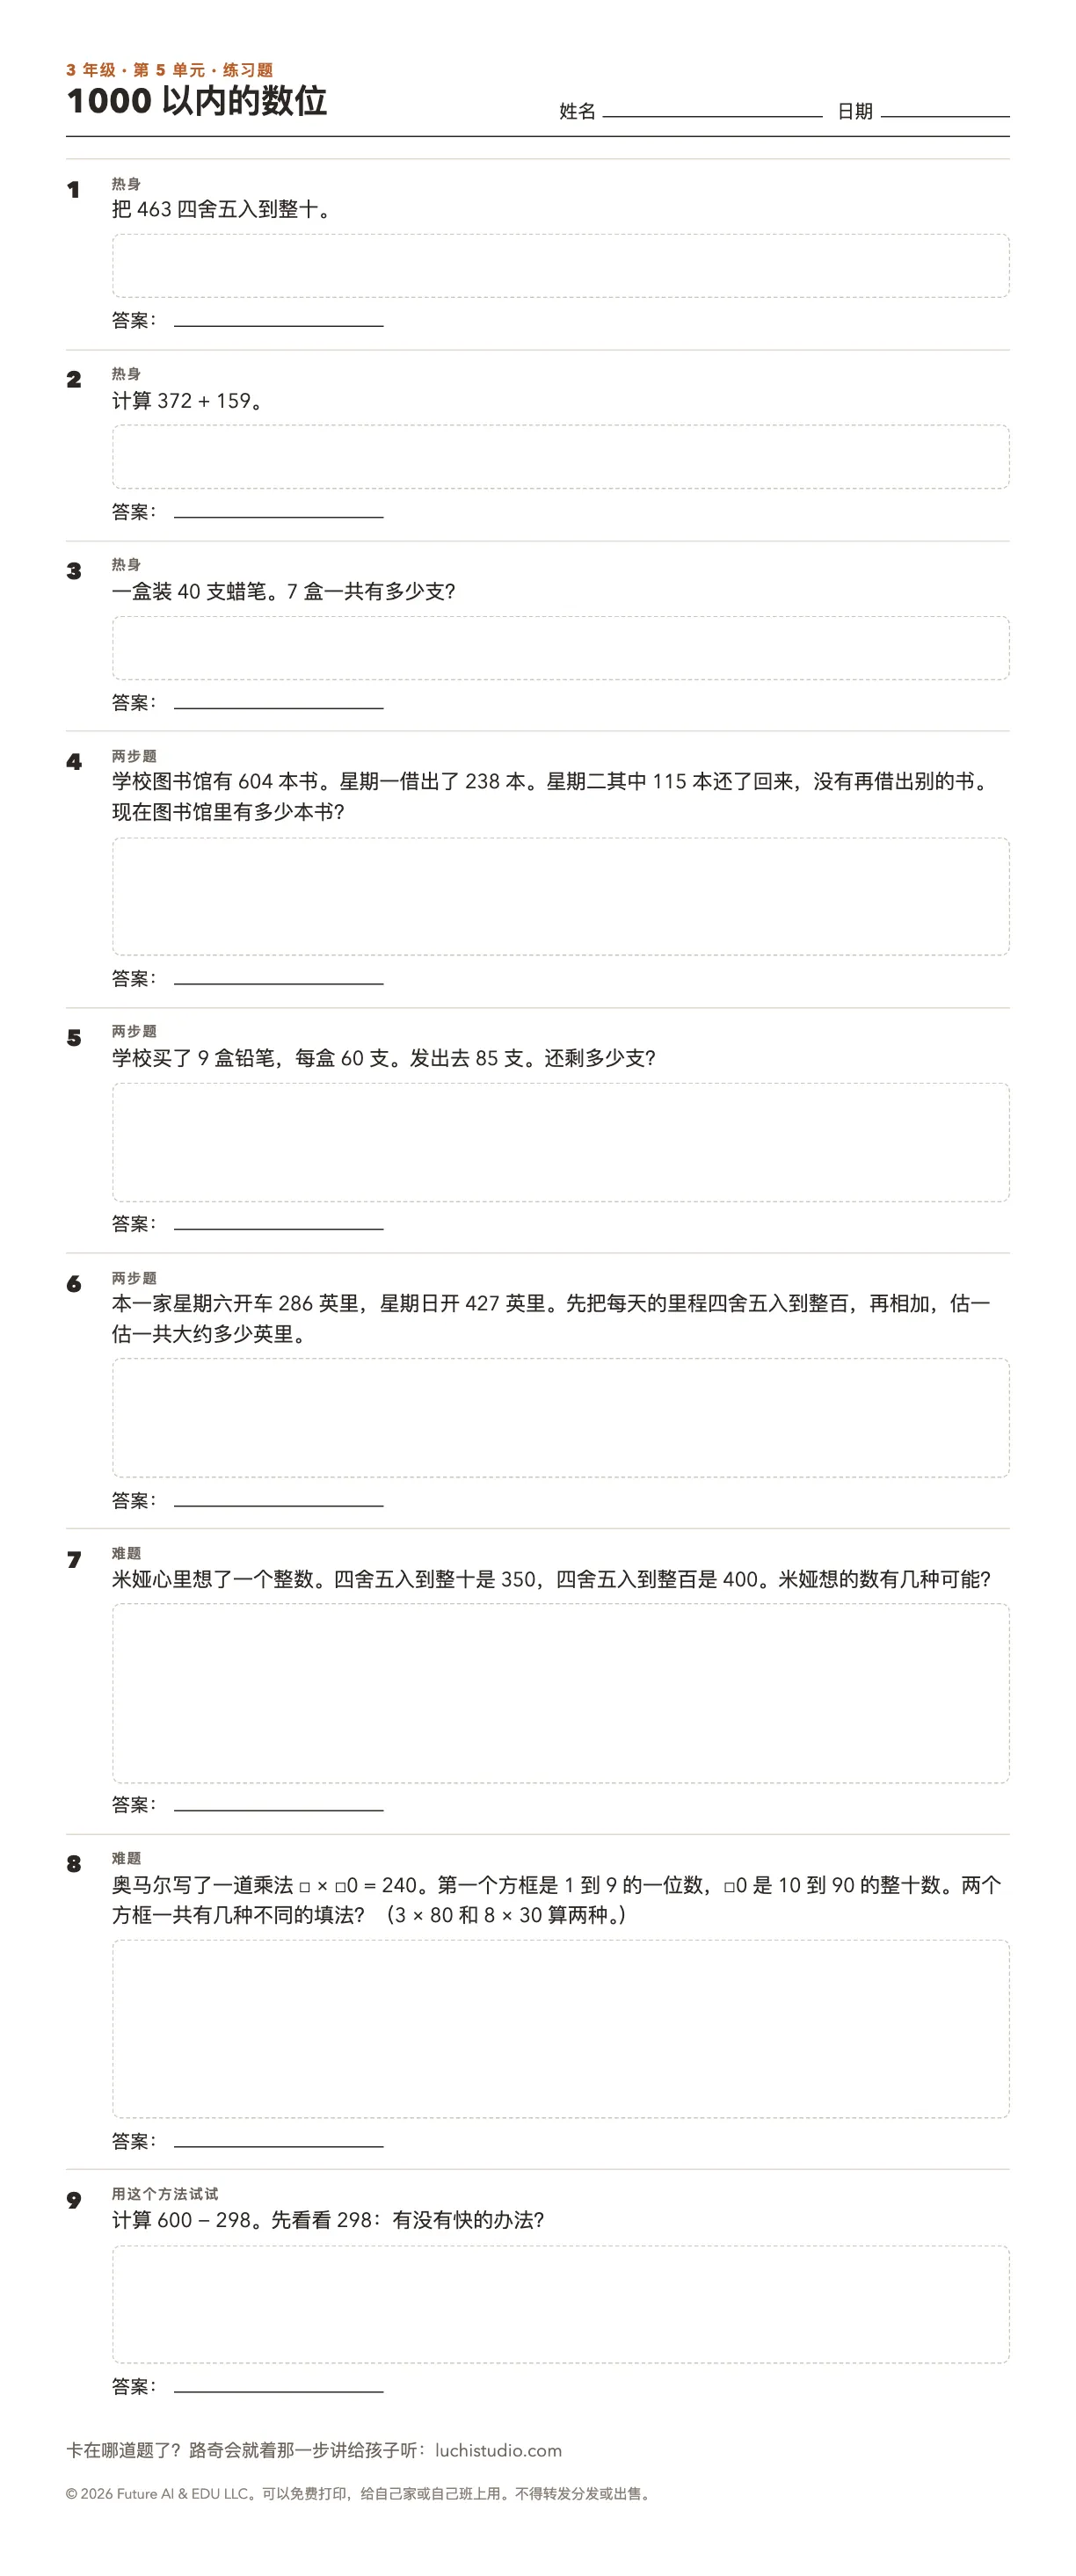 3 年级 · 第 5 单元 · 练习题
1000 以内的数位
姓名 日期
1
热身
把 463 四舍五入到整十。
答案：
2
热身
计算 372 + 159。
答案：
3
热身
一盒装 40 支蜡笔。7 盒一共有多少支？
答案：
4
两步题
学校图书馆有 604 本书。星期一借出了 238 本。星期二其中 115 本还了回来，没有再借出别的书。
现在图书馆里有多少本书？
答案：
5
两步题
学校买了 9 盒铅笔，每盒 60 支。发出去 85 支。还剩多少支？
答案：
6
两步题
本一家星期六开车 286 英里，星期日开 427 英里。先把每天的里程四舍五入到整百，再相加，估一
估一共大约多少英里。
答案：
7
难题
米娅心里想了一个整数。四舍五入到整十是 350，四舍五入到整百是 400。米娅想的数有几种可能？
答案：
8
难题
奥马尔写了一道乘法 □ × □0 = 240。第一个方框是 1 到 9 的一位数，□0 是 10 到 90 的整十数。两个
方框一共有几种不同的填法？（3 × 80 和 8 × 30 算两种。）
答案：
9
用这个方法试试
计算 600 − 298。先看看 298：有没有快的办法？
答案：
卡在哪道题了？路奇会就着那一步讲给孩子听：luchistudio.com
© 2026 Future AI & EDU LLC。可以免费打印，给自己家或自己班上用。不得转发分发或出售。